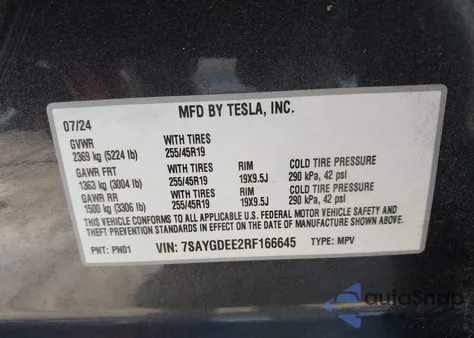 MFD BY TESLA, INC.
07/24
GVWR WITH TIRES
2369 kg (5224 lb) 255/45R19
GAWR FRT WITH TIRES RIM COLD TIRE PRESSURE
1363 kg (3004 lb) 255/45R19 19X9.5J 290 kPa, 42 psi
GAWR RR WITH TIRES RIM COLD TIRE PRESSURE
1500 kg (3306 lb) 255/45R19 19X9.5J 290 kPa, 42 psi
THIS VEHICLE CONFORMS TO ALL APPLICABLE U.S. FEDERAL MOTOR VEHICLE SAFETY AND
THEFT PREVENTION STANDARDS IN EFFECT ON THE DATE OF MANUFACTURE SHOWN ABOVE.
PNT: PN01 VIN: 7SAYGDEE2RF166645 TYPE: MPV
autoSnap